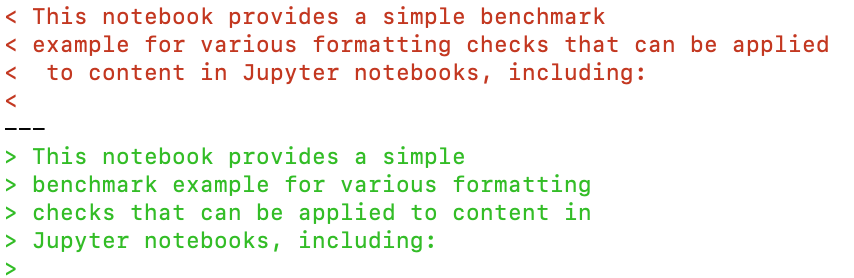 < This notebook provides a simple benchmark
< example for various formatting checks that can be applied
<  to content in Jupyter notebooks, including:
<
---
> This notebook provides a simple
> benchmark example for various formatting
> checks that can be applied to content in
> Jupyter notebooks, including:
>